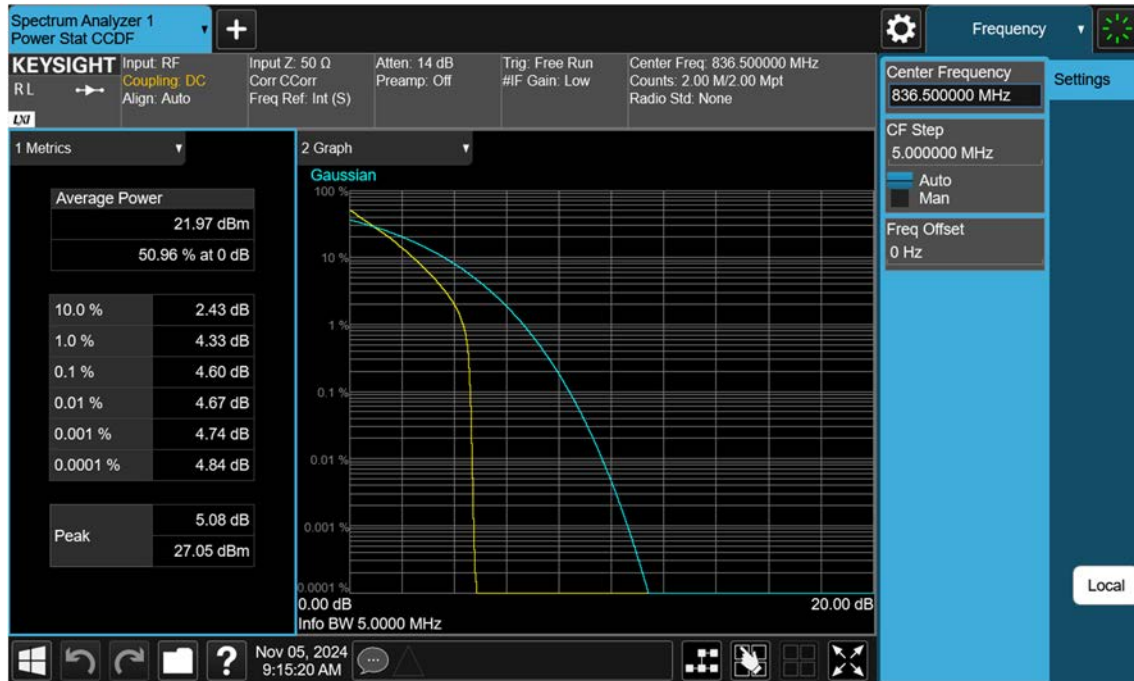 Spectrum Analyzer 1
Power Stat CCDF
Frequency
KEYSIGHT
R L
LXI
Input: RF
Coupling: DC
Align: Auto
Input Z: 50 Ω
Corr CCorr
Freq Ref: Int (S)
Atten: 14 dB
Preamp: Off
Trig: Free Run
#IF Gain: Low
Center Freq: 836.500000 MHz
Counts: 2.00 M/2.00 Mpt
Radio Std: None
Center Frequency
836.500000 MHz
Settings
CF Step
5.000000 MHz
Auto
Man
Freq Offset
0 Hz
1 Metrics
Average Power
21.97 dBm
50.96 % at 0 dB
10.0 % 2.43 dB
1.0 % 4.33 dB
0.1 % 4.60 dB
0.01 % 4.67 dB
0.001 % 4.74 dB
0.0001 % 4.84 dB
Peak
5.08 dB
27.05 dBm
2 Graph
Gaussian
100 %
10 %
1 %
0.1 %
0.01 %
0.001 %
0.0001 %
0.00 dB 20.00 dB
Info BW 5.0000 MHz
Local
?
Nov 05, 2024
9:15:20 AM